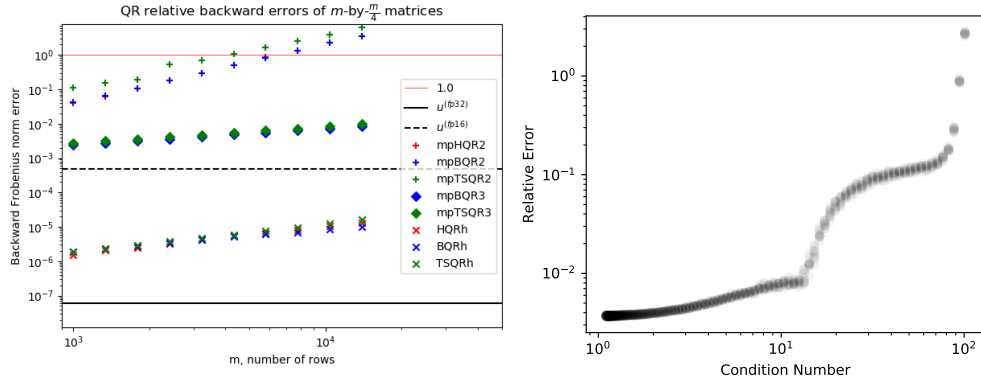 QR relative backward errors of m-by-m/4 matrices
Backward Frobenius norm error
10^0
10^-1
10^-2
10^-3
10^-4
10^-5
10^-6
10^-7
1.0
u^(fp32)
u^(fp16)
mpHQR2
mpBQR2
mpTSQR2
mpBQR3
mpTSQR3
HQRh
BQRh
TSQRh
10^3
10^4
m, number of rows
Relative Error
10^0
10^-1
10^-2
10^0
10^1
10^2
Condition Number